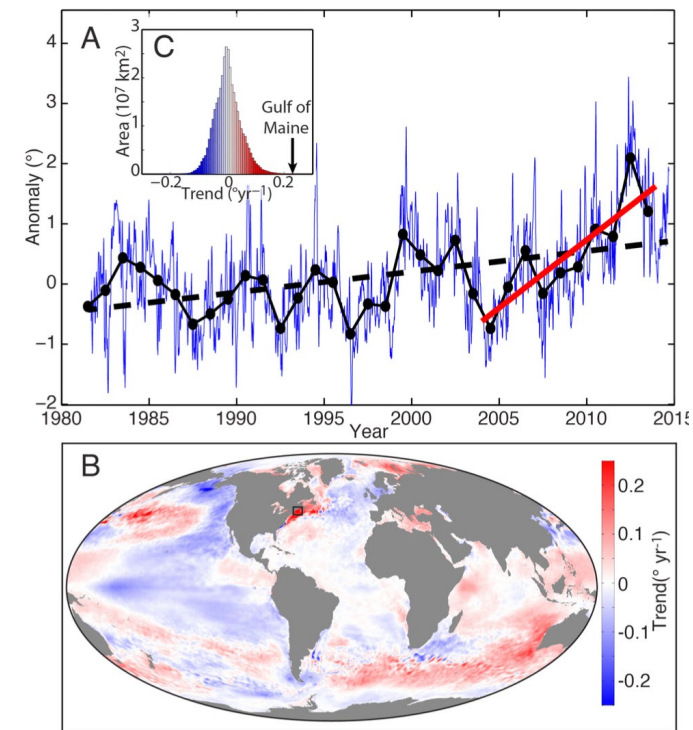 A
C
Anomaly (°)
4
3
2
1
0
−1
−2
Area (10⁷ km²)
3
2
1
0
Gulf of
Maine
−0.2 0 0.2
Trend (°yr⁻¹)
1980 1985 1990 1995 2000 2005 2010 2015
Year
B
0.2
0.1
0
-0.1
-0.2
Trend(° yr⁻¹)